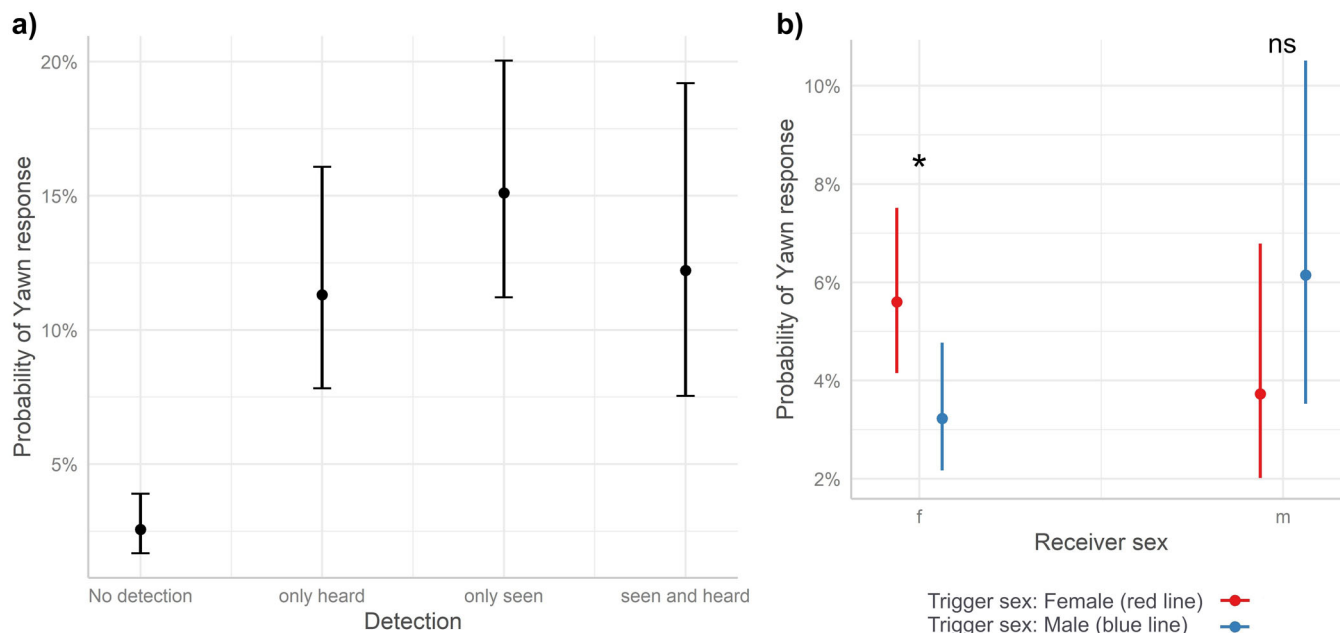 a)
Probability of Yawn response
20%
15%
10%
5%
No detection
only heard
only seen
seen and heard
Detection
b)
Probability of Yawn response
10%
8%
6%
4%
2%
*
ns
f
m
Receiver sex
Trigger sex: Female (red line)
Trigger sex: Male (blue line)